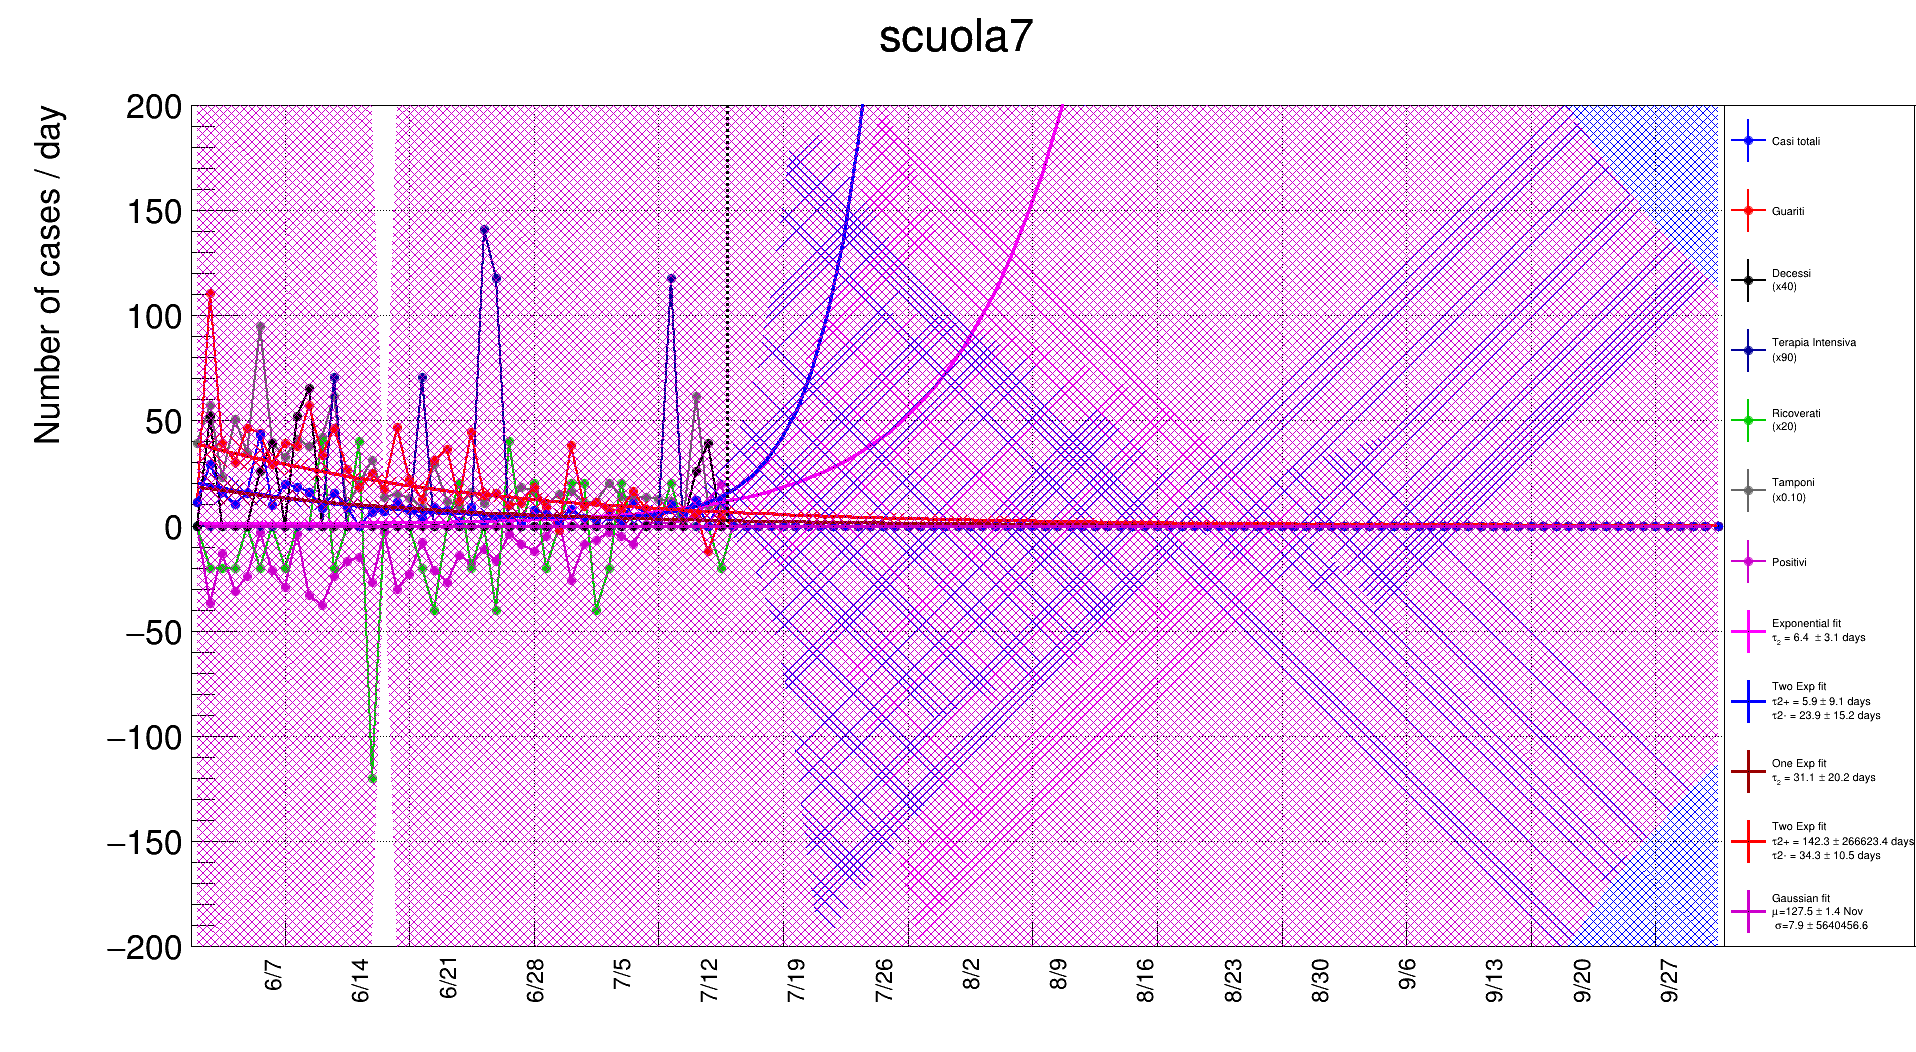 scuola7
Number of cases / day
200
150
100
50
0
−50
−100
−150
−200
6/7
6/14
6/21
6/28
7/5
7/12
7/19
7/26
8/2
8/9
8/16
8/23
8/30
9/6
9/13
9/20
9/27
Casi totali
Guariti
Decessi
(x40)
Terapia Intensiva
(x90)
Ricoverati
(x20)
Tamponi
(x0.10)
Positivi
Exponential fit
τ₂ = 6.4 ± 3.1 days
Two Exp fit
τ2+ = 5.9 ± 9.1 days
τ2- = 23.9 ± 15.2 days
One Exp fit
τ₂ = 31.1 ± 20.2 days
Two Exp fit
τ2+ = 142.3 ± 266623.4 days
τ2- = 34.3 ± 10.5 days
Gaussian fit
μ=127.5 ± 1.4 Nov
σ=7.9 ± 5640456.6